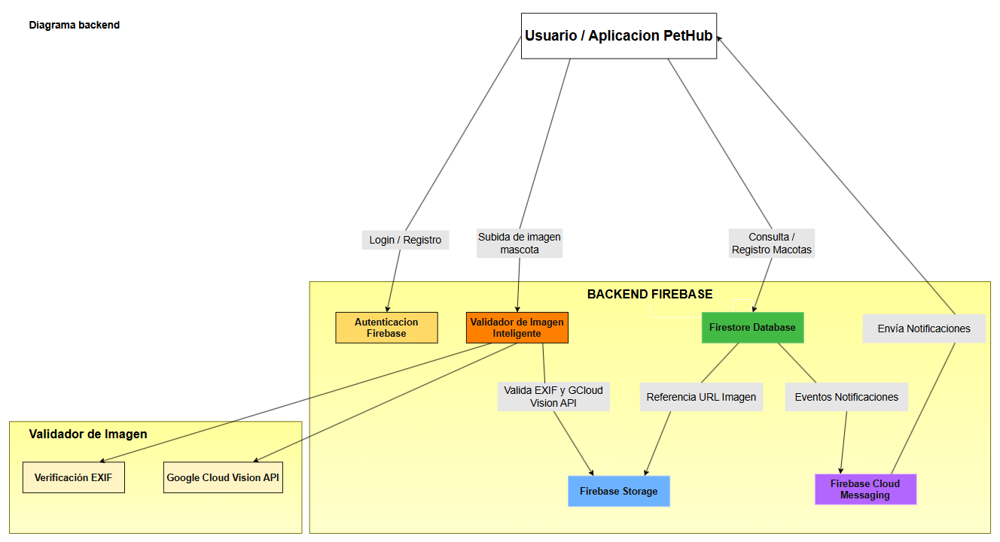 Diagrama backend
Usuario / Aplicacion PetHub
Login / Registro
Subida de imagen
mascota
Consulta /
Registro Macotas
BACKEND FIREBASE
Autenticacion
Firebase
Validador de Imagen
Inteligente
Firestore Database
Envía Notificaciones
Valida EXIF y GCloud
Vision API
Referencia URL Imagen
Eventos Notificaciones
Validador de Imagen
Verificación EXIF
Google Cloud Vision API
Firebase Storage
Firebase Cloud
Messaging